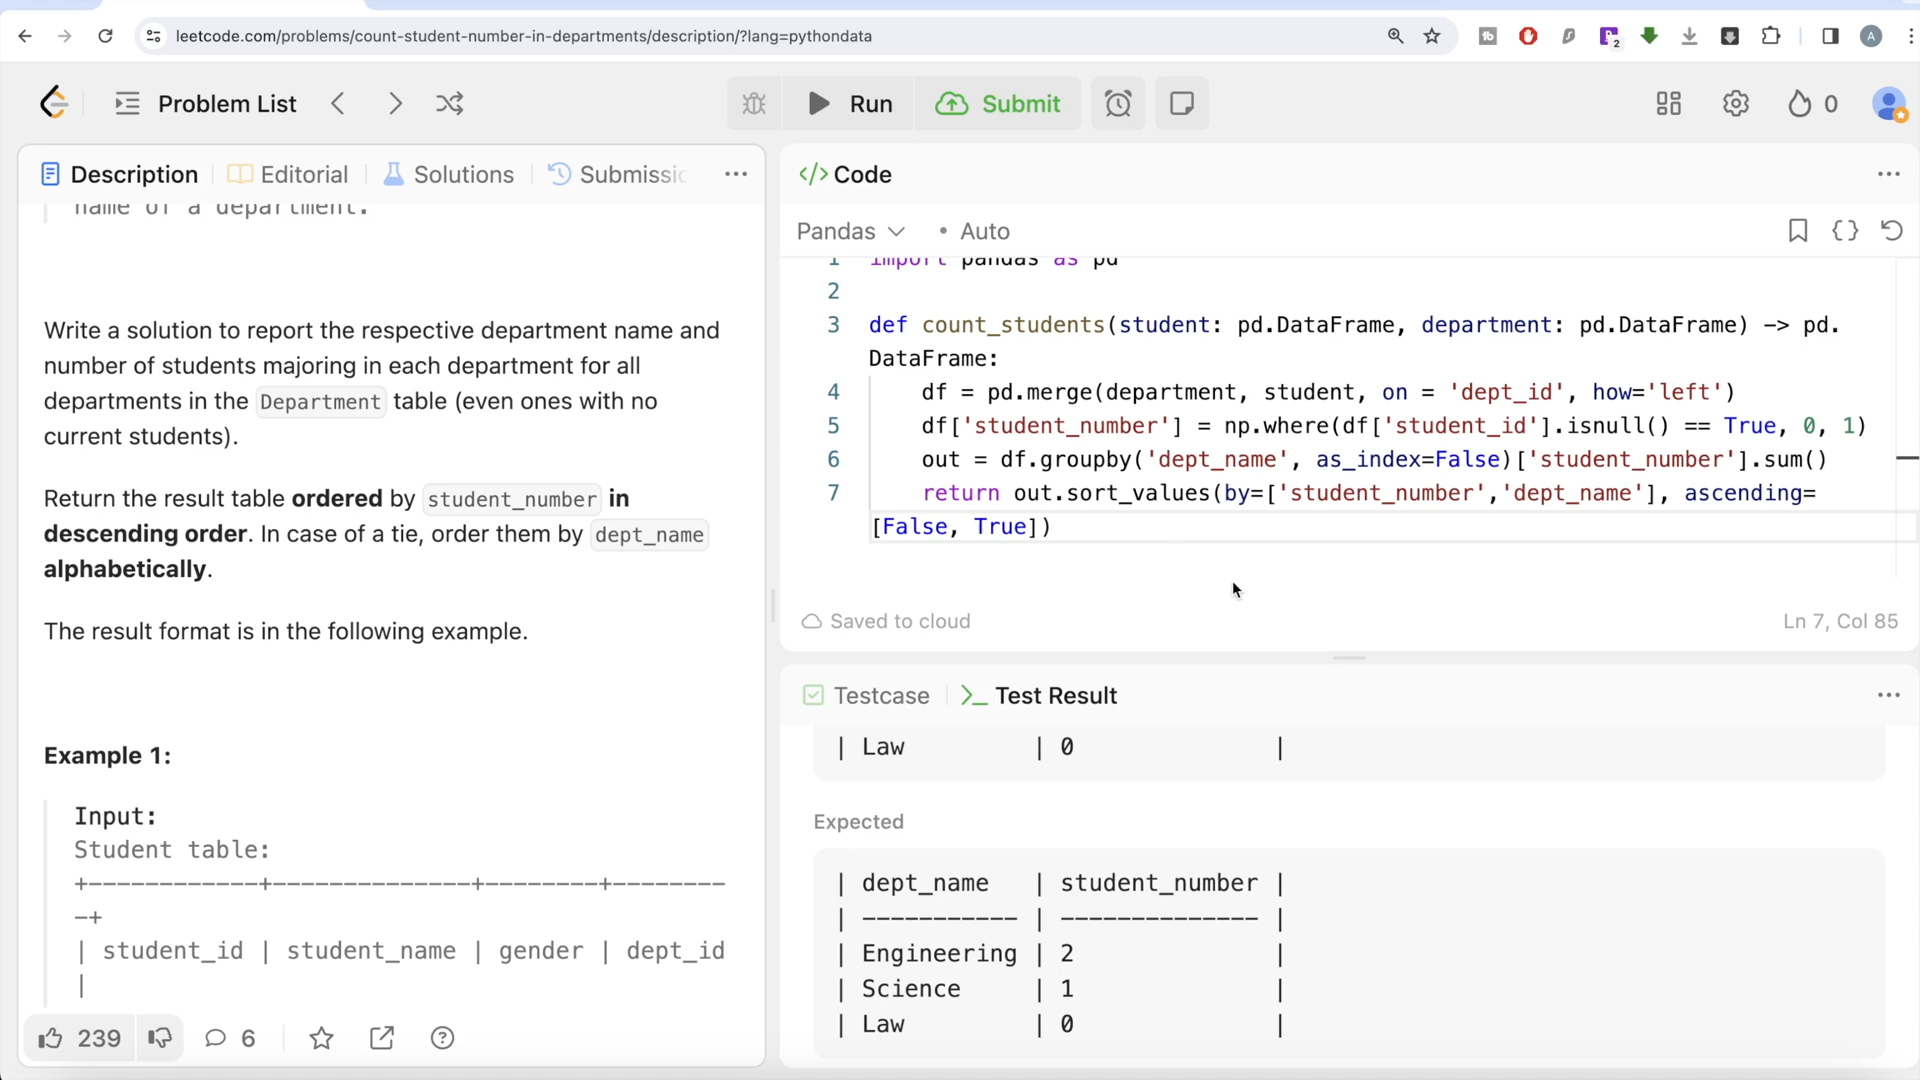 leetcode.com/problems/count-student-number-in-departments/description/?lang=pythondata
2
A
Problem List
Run
Submit
0
Description
Editorial
Solutions
Submissic
name of a department.
Write a solution to report the respective department name and
number of students majoring in each department for all
departments in the Department table (even ones with no
current students).
Return the result table ordered by student_number in
descending order. In case of a tie, order them by dept_name
alphabetically.
The result format is in the following example.
Example 1:
Input:
Student table:
+------------+--------------+--------+--------
-+
| student_id | student_name | gender | dept_id
|
239
6
</> Code
Pandas
• Auto
1 import pandas as pd
2
3 def count_students(student: pd.DataFrame, department: pd.DataFrame) -> pd.
DataFrame:
4 df = pd.merge(department, student, on = 'dept_id', how='left')
5 df['student_number'] = np.where(df['student_id'].isnull() == True, 0, 1)
6 out = df.groupby('dept_name', as_index=False)['student_number'].sum()
7 return out.sort_values(by=['student_number','dept_name'], ascending=
[False, True])
Saved to cloud
Ln 7, Col 85
Testcase
>_ Test Result
| Law | 0 |
Expected
| dept_name | student_number |
| ----------- | -------------- |
| Engineering | 2 |
| Science | 1 |
| Law | 0 |